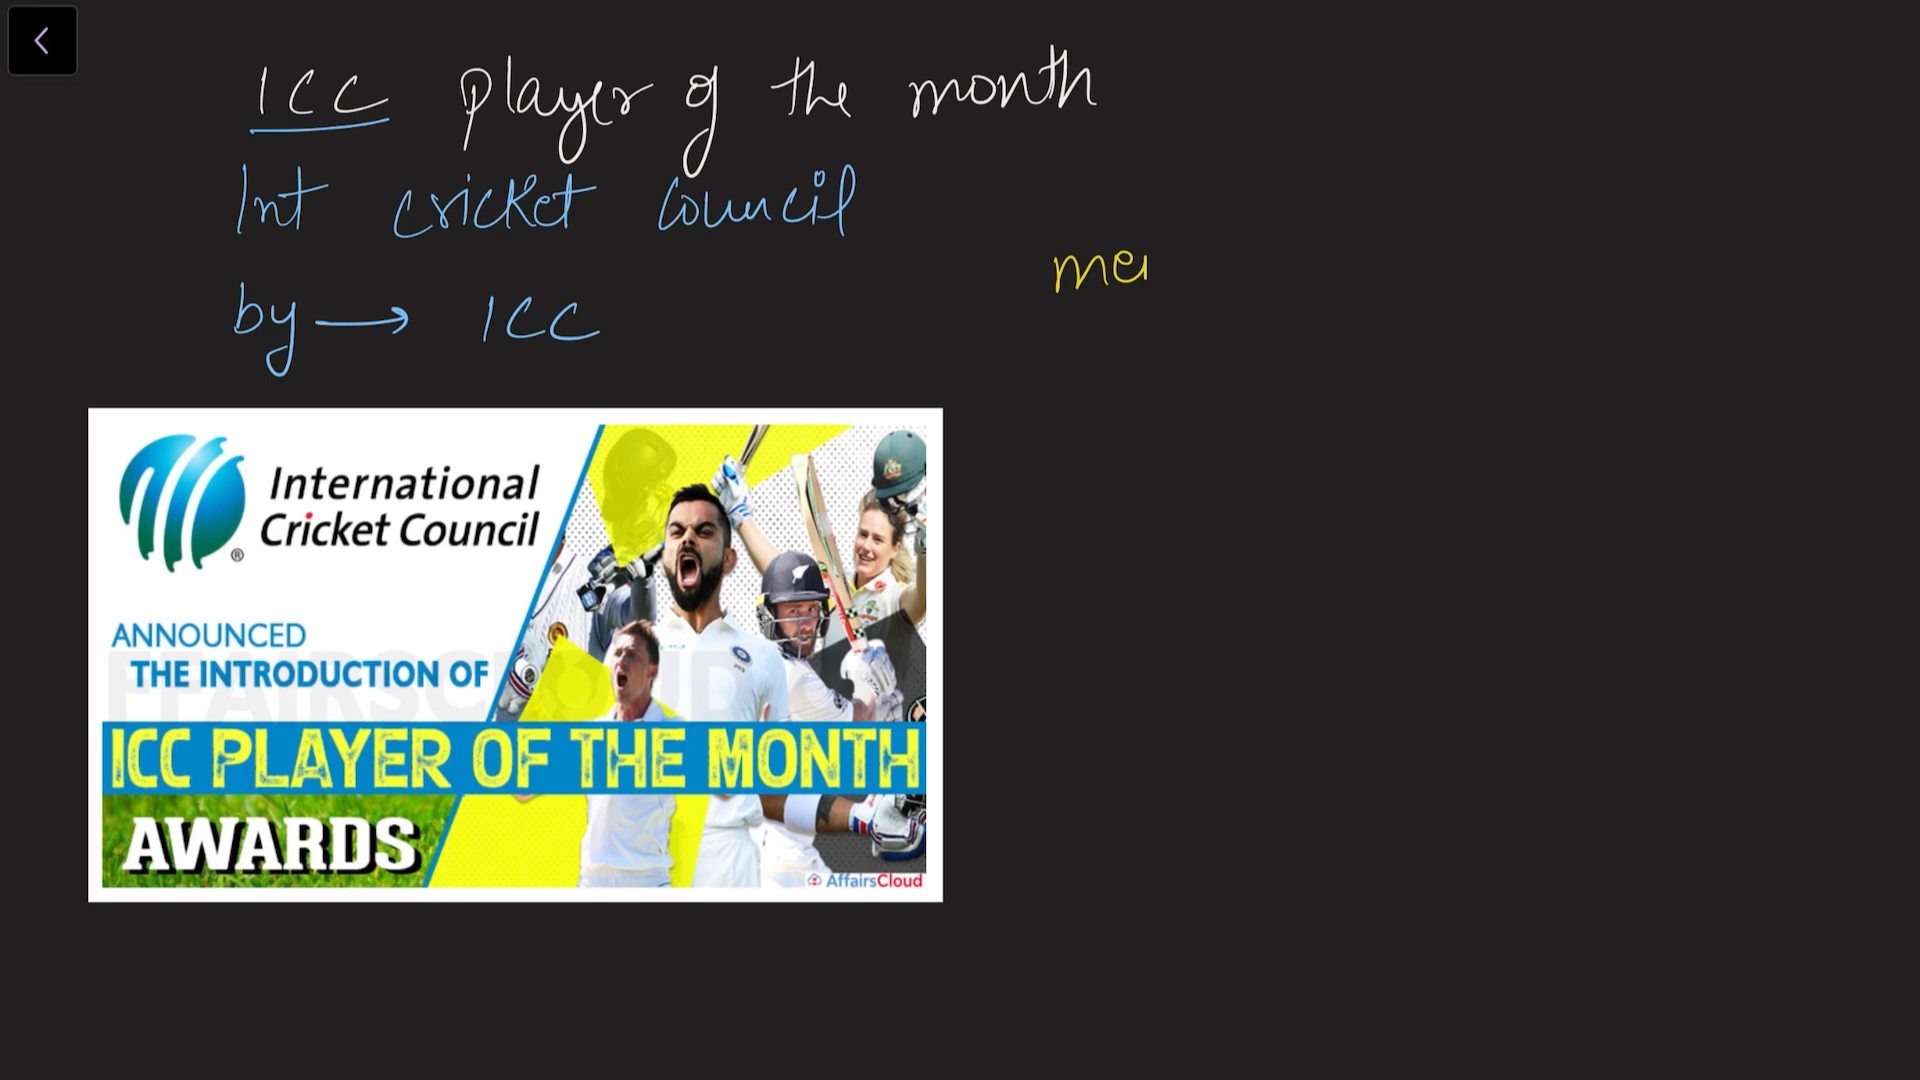 ICC player of the month
Int cricket Council
by → ICC
me
International
Cricket Council
®
ANNOUNCED
THE INTRODUCTION OF
ICC PLAYER OF THE MONTH
AWARDS
AffairsCloud